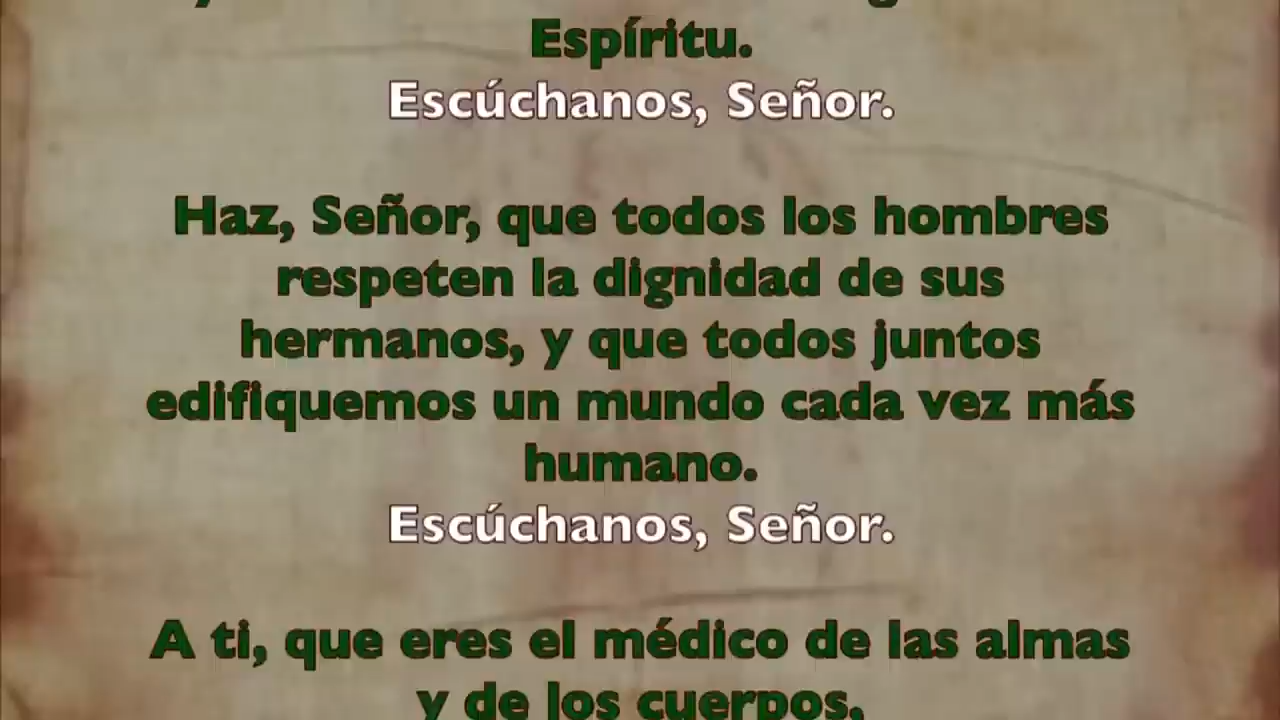 Espíritu.
Escúchanos, Señor.
Haz, Señor, que todos los hombres
respeten la dignidad de sus
hermanos, y que todos juntos
edifiquemos un mundo cada vez más
humano.
Escúchanos, Señor.
A ti, que eres el médico de las almas
y de los cuerpos,